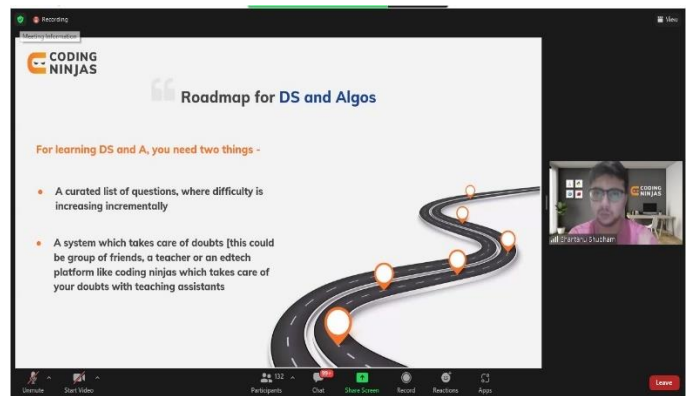 Recording
View
Meeting Information
CODING
NINJAS
Roadmap for DS and Algos
For learning DS and A, you need two things -
A curated list of questions, where difficulty is
increasing incrementally
A system which takes care of doubts [this could
be group of friends, a teacher or an edtech
platform like coding ninjas which takes care of
your doubts with teaching assistants
CODING
NINJAS
Unmute
Start Video
132
Participants
99+
Chat
Share Screen
Record
Reactions
Apps
Leave